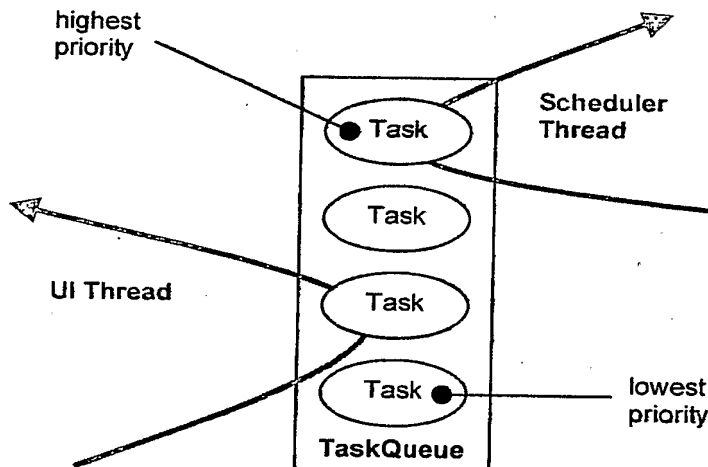 highest
priority
Task
Scheduler
Thread
Task
UI Thread
Task
Task
lowest
priority
TaskQueue